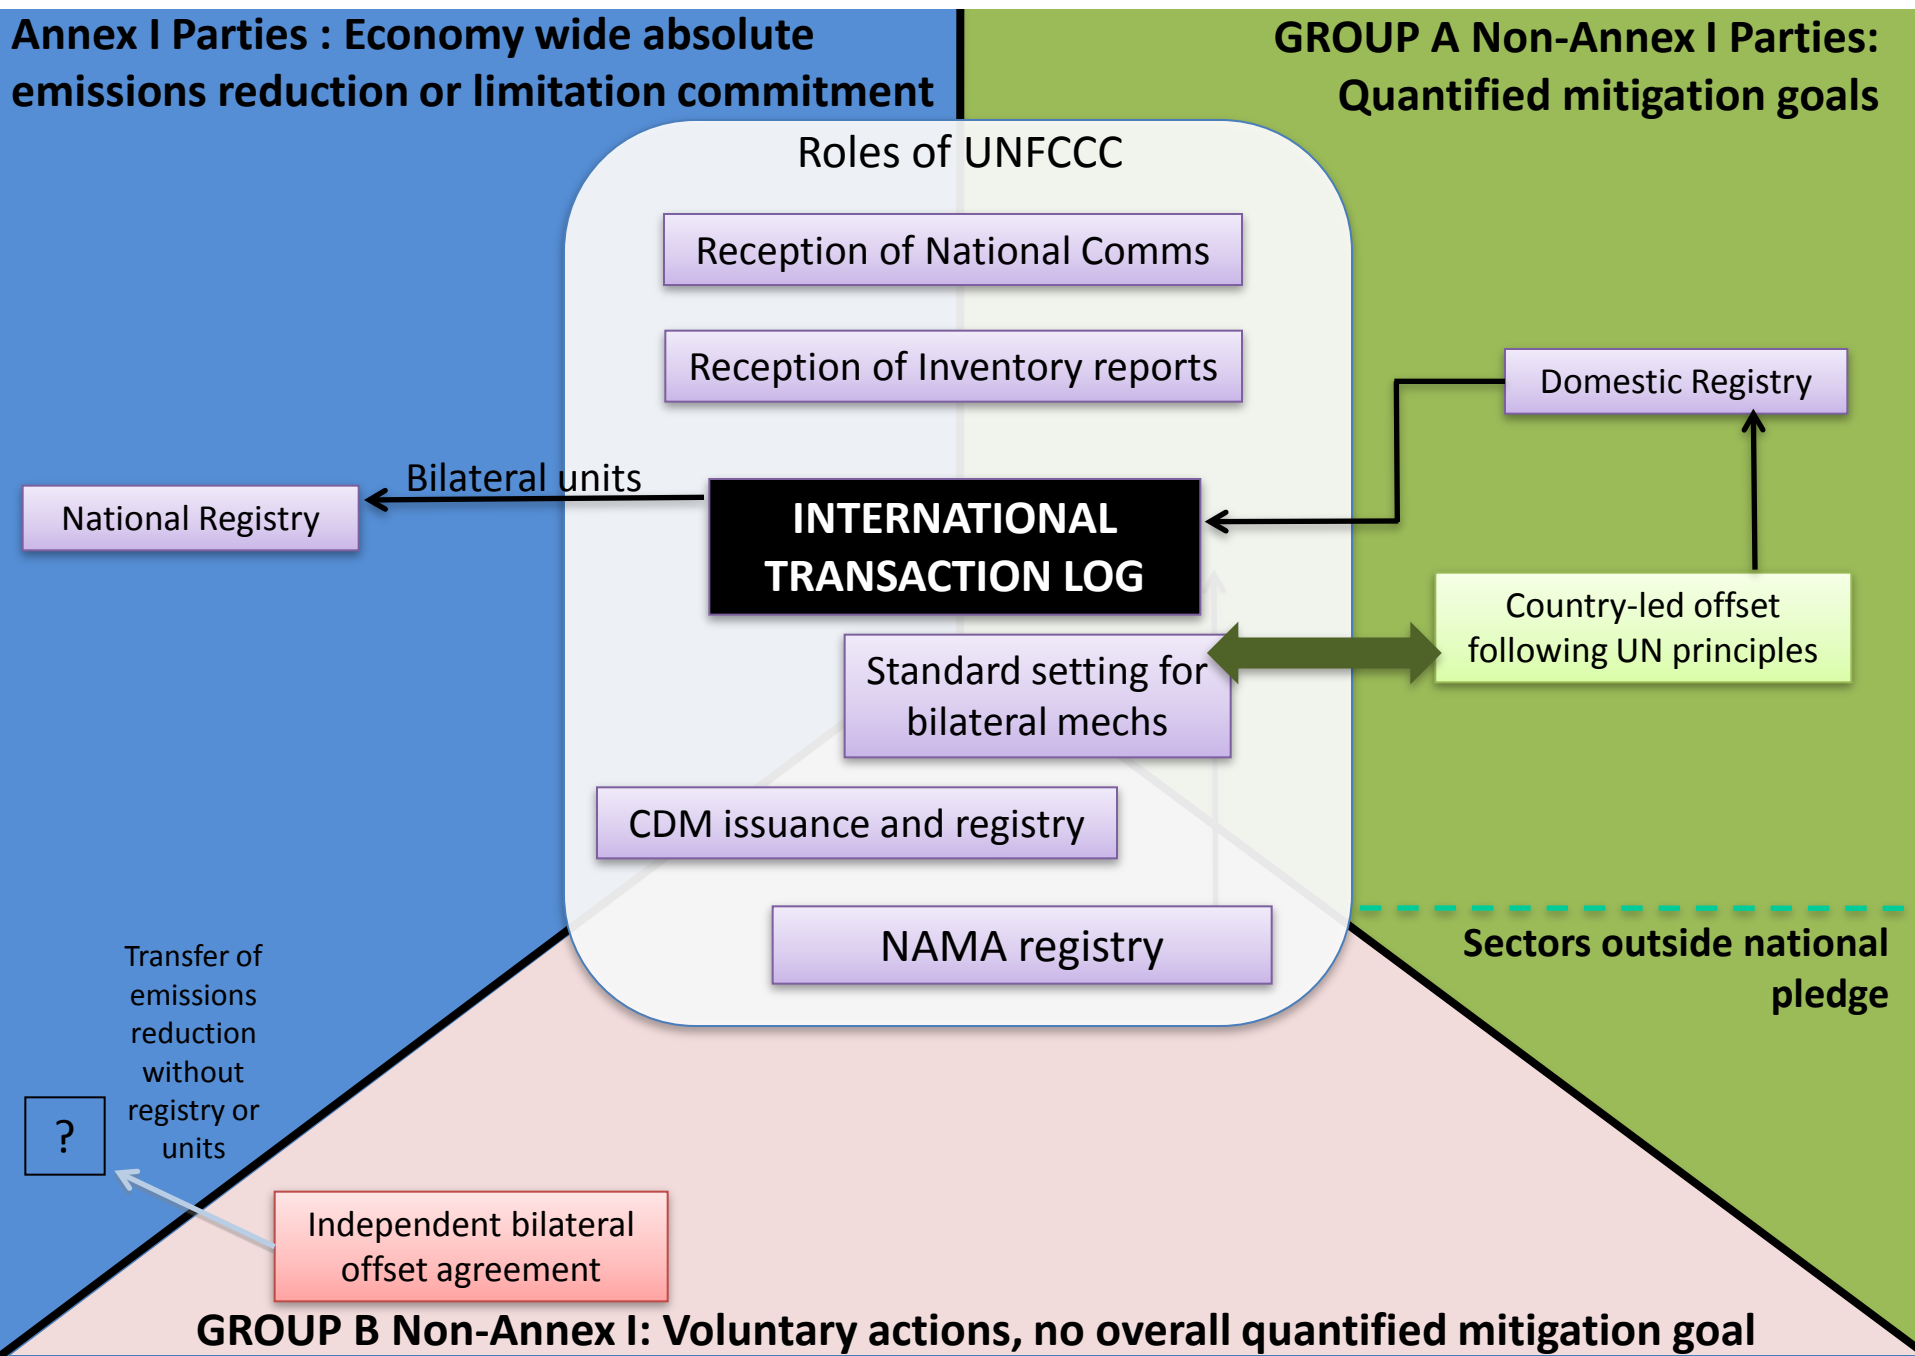 Annex I Parties : Economy wide absolute
emissions reduction or limitation commitment
GROUP A Non-Annex I Parties:
Quantified mitigation goals
Roles of UNFCCC
Reception of National Comms
Reception of Inventory reports
Domestic Registry
Bilateral units
National Registry
INTERNATIONAL
TRANSACTION LOG
Country-led offset
following UN principles
Standard setting for
bilateral mechs
CDM issuance and registry
NAMA registry
Sectors outside national
pledge
Transfer of
emissions
reduction
without
registry or
units
?
Independent bilateral
offset agreement
GROUP B Non-Annex I: Voluntary actions, no overall quantified mitigation goal